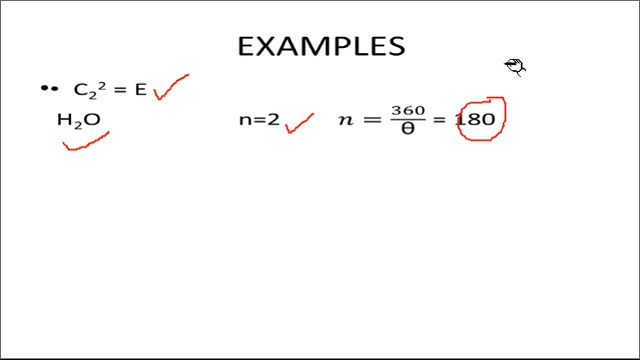 EXAMPLES
•• C₂² = E
H₂O n=2 n = 360/θ = 180